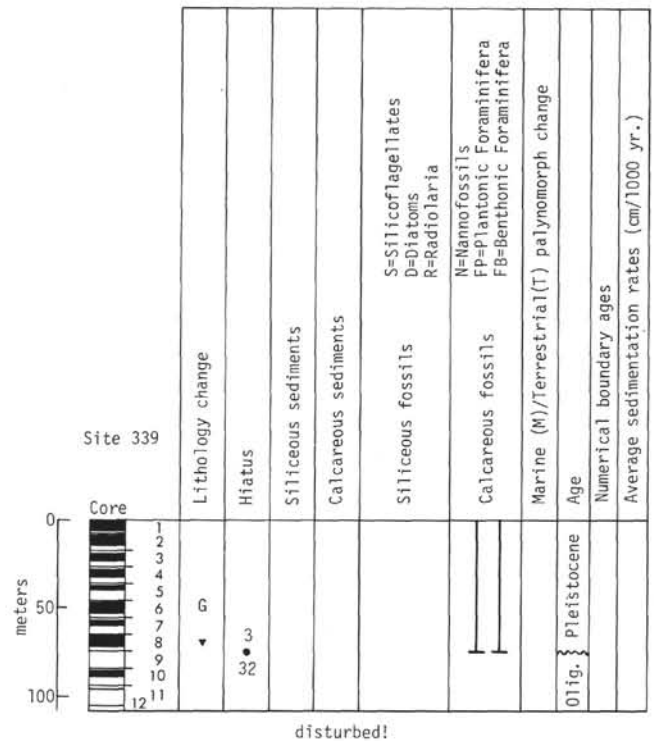 Site 339
Core
Lithology change
Hiatus
Siliceous sediments
Calcareous sediments
Siliceous fossils
S=Silicoflagellates
D=Diatoms
R=Radiolaria
Calcareous fossils
N=Nannofossils
FP=Plantonic Foraminifera
FB=Benthonic Foraminifera
Marine (M)/Terrestrial(T) palynomorph change
Age
Numerical boundary ages
Average sedimentation rates (cm/1000 yr.)
meters
0
50
100
1
2
3
4
5
6
7
8
9
10
11
12
G
3
32
Pleistocene
Olig.
disturbed!